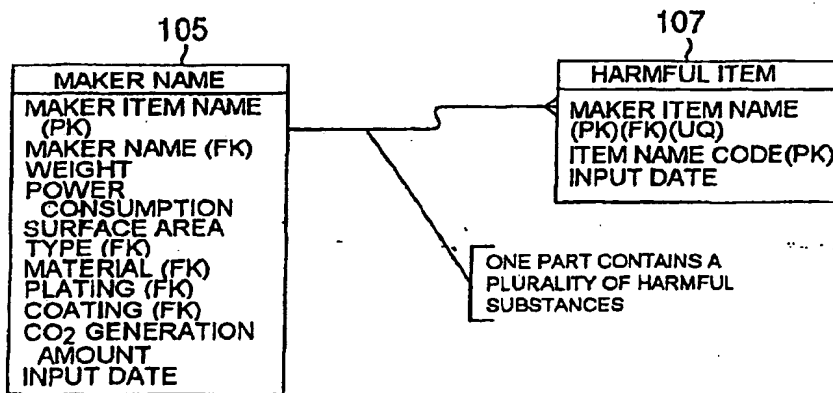 105
MAKER NAME
MAKER ITEM NAME
(PK)
MAKER NAME (FK)
WEIGHT
POWER
CONSUMPTION
SURFACE AREA
TYPE (FK)
MATERIAL (FK)
PLATING (FK)
COATING (FK)
CO2 GENERATION
AMOUNT
INPUT DATE
107
HARMFUL ITEM
MAKER ITEM NAME
(PK)(FK)(UQ)
ITEM NAME CODE(PK)
INPUT DATE
ONE PART CONTAINS A
PLURALITY OF HARMFUL
SUBSTANCES